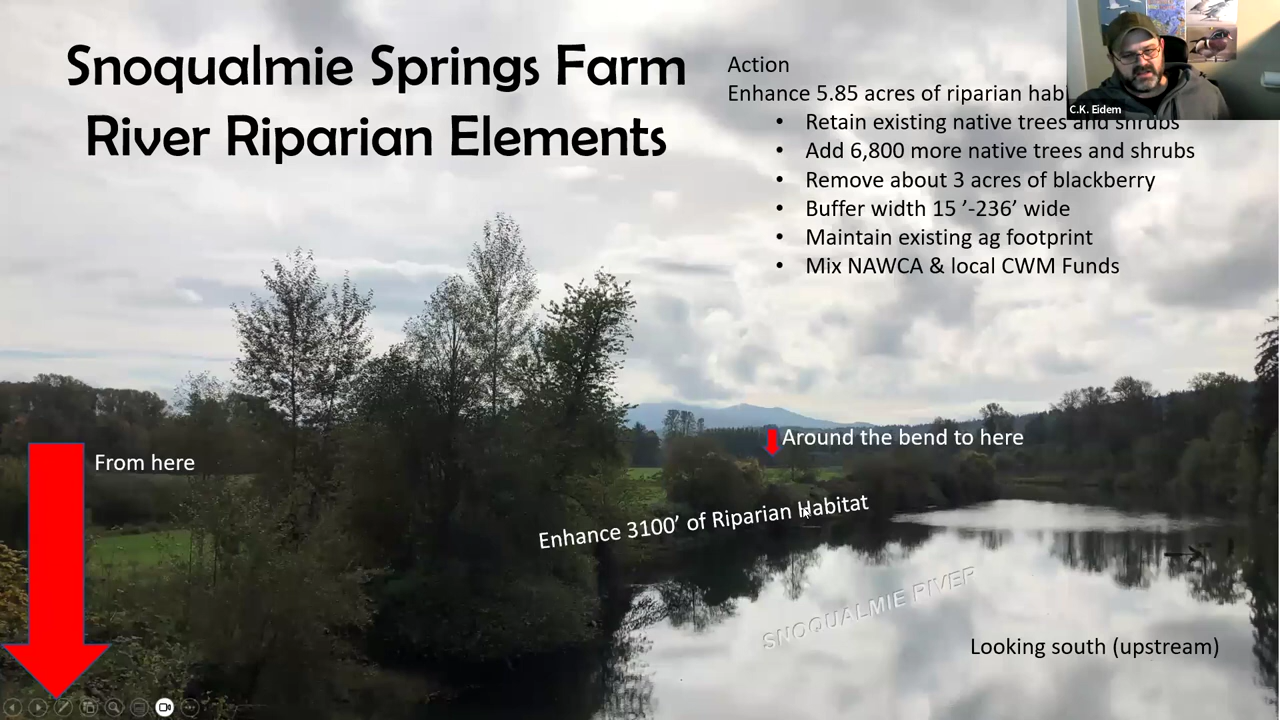 Snoqualmie Springs Farm
River Riparian Elements
Action
Enhance 5.85 acres of riparian
• Retain existing native trees and shrubs
• Add 6,800 more native trees and shrubs
• Remove about 3 acres of blackberry
• Buffer width 15 ’-236’ wide
• Maintain existing ag footprint
• Mix NAWCA & local CWM Funds
C.K. Eidem
Around the bend to here
From here
Enhance 3100’ of Riparian Habitat
SNOQUALMIE RIVER
Looking south (upstream)